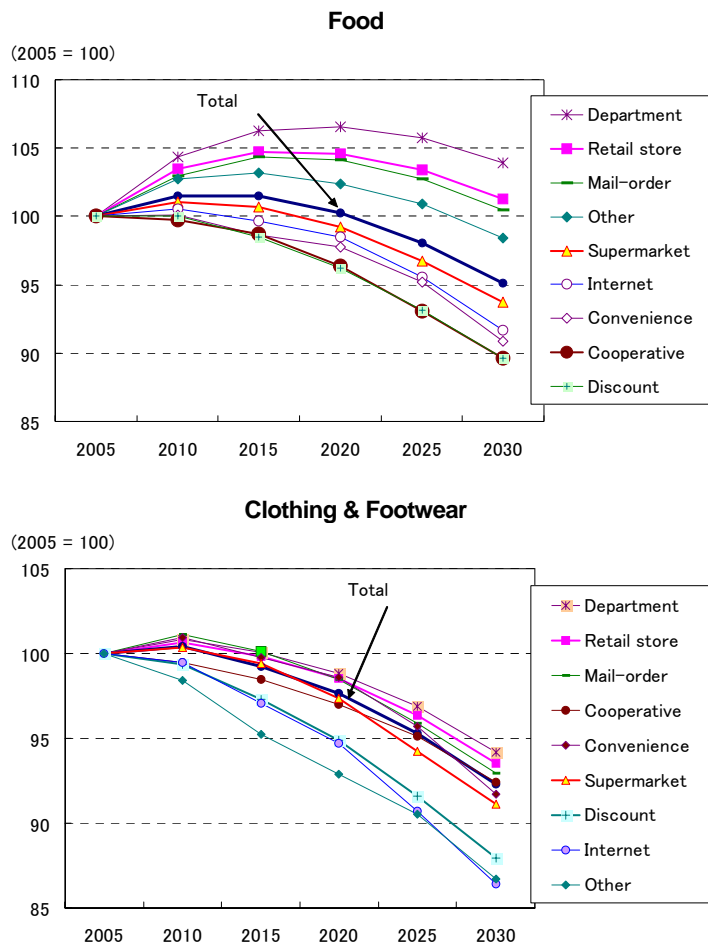 Food
(2005 = 100)
110
105
100
95
90
85
2005 2010 2015 2020 2025 2030
Total
Department
Retail store
Mail-order
Other
Supermarket
Internet
Convenience
Cooperative
Discount
Clothing & Footwear
(2005 = 100)
105
100
95
90
85
2005 2010 2015 2020 2025 2030
Total
Department
Retail store
Mail-order
Cooperative
Convenience
Supermarket
Discount
Internet
Other